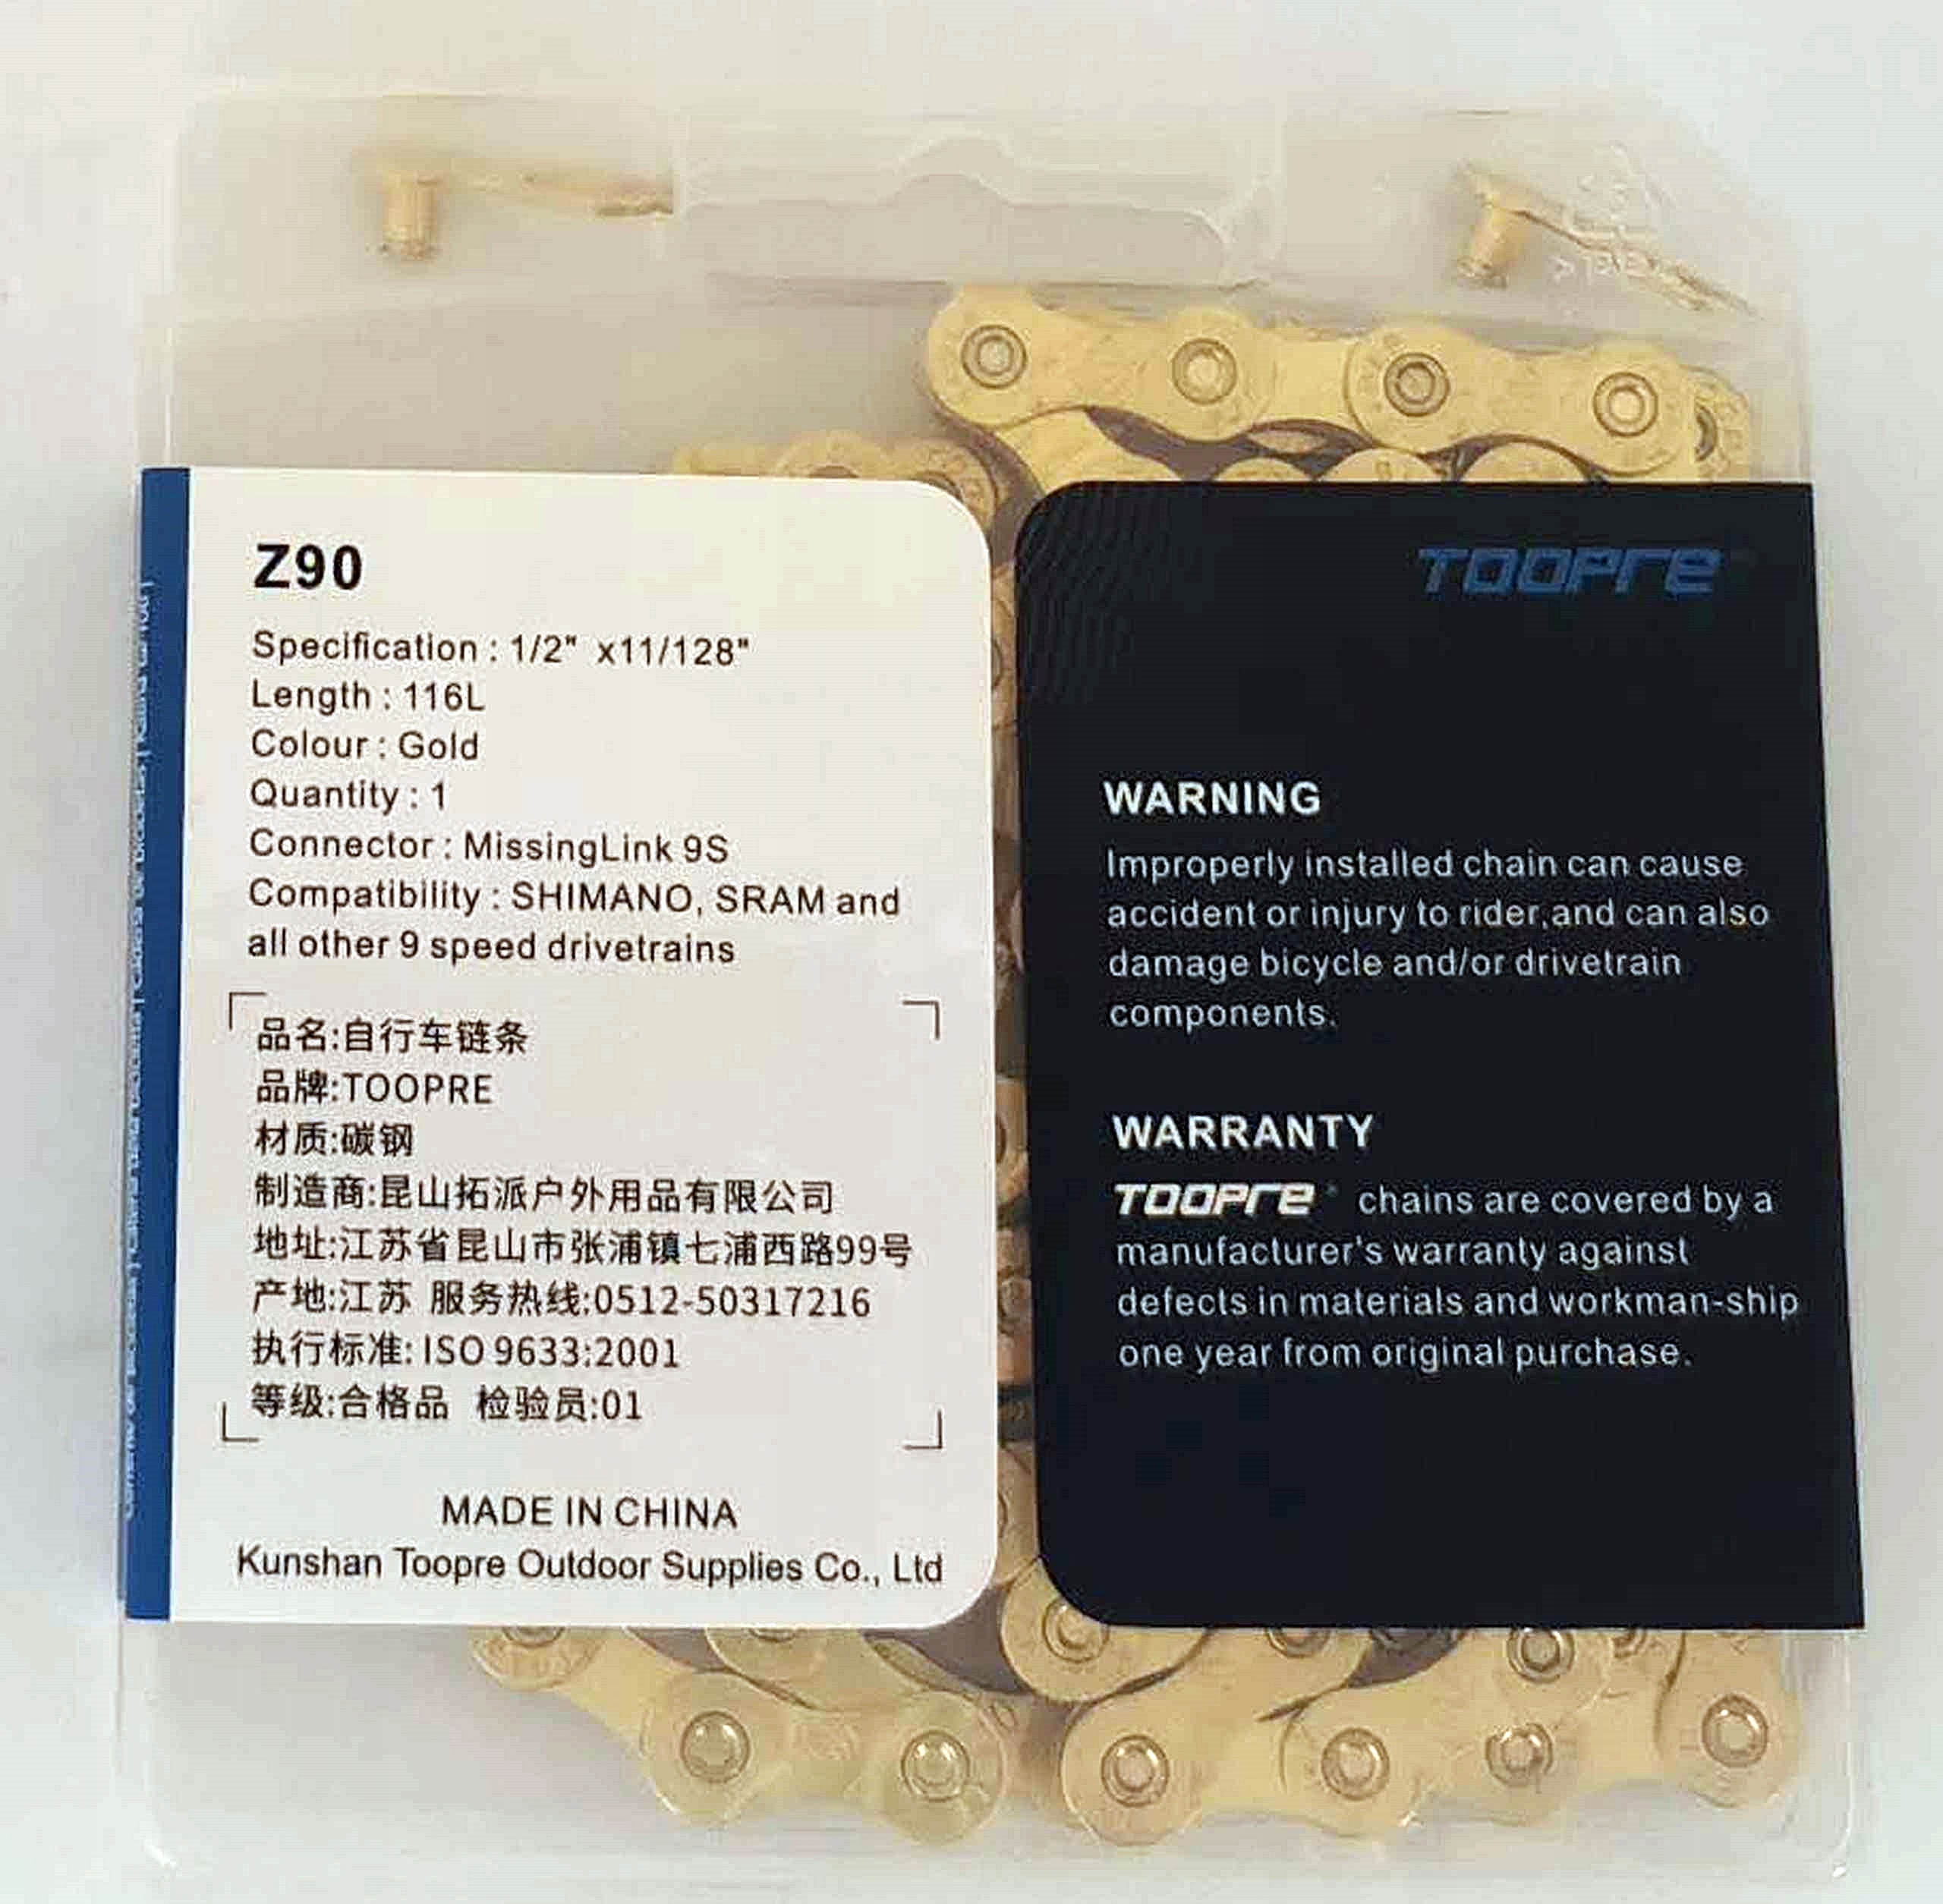 Z90
Specification : 1/2" x11/128"
Length : 116L
Colour : Gold
Quantity : 1
Connector : MissingLink 9S
Compatibility : SHIMANO, SRAM and
all other 9 speed drivetrains
品名:自行车链条
品牌:TOOPRE
材质:碳钢
制造商:昆山拓派户外用品有限公司
地址:江苏省昆山市张浦镇七浦西路99号
产地:江苏 服务热线:0512-50317216
执行标准: ISO 9633:2001
等级:合格品 检验员:01
MADE IN CHINA
Kunshan Toopre Outdoor Supplies Co., Ltd
TOOPre
WARNING
Improperly installed chain can cause
accident or injury to rider,and can also
damage bicycle and/or drivetrain
components.
WARRANTY
TOOPre chains are covered by a
manufacturer's warranty against
defects in materials and workman-ship
one year from original purchase.